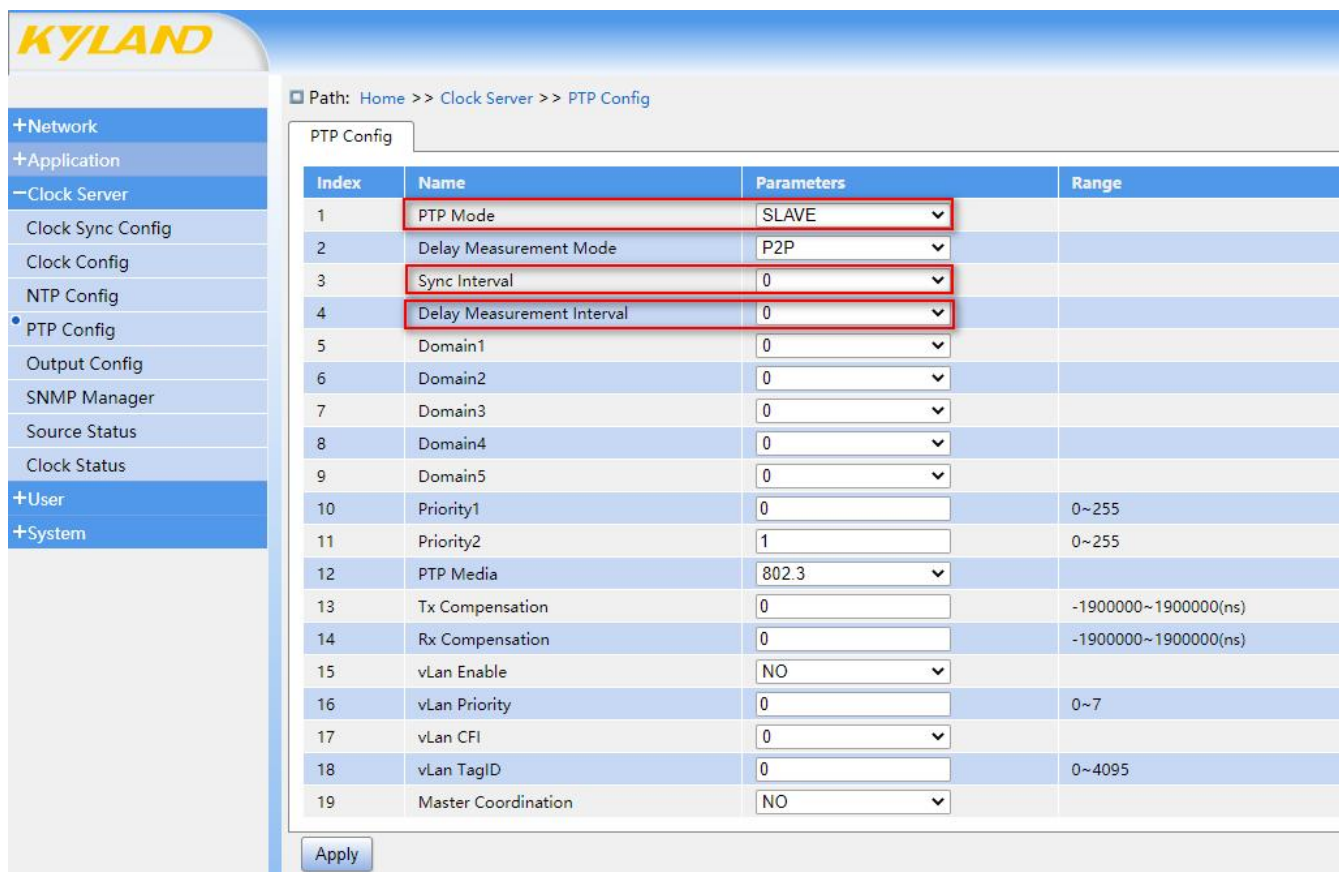 KYLAND
Path: Home >> Clock Server >> PTP Config
+Network
+Application
−Clock Server
Clock Sync Config
Clock Config
NTP Config
PTP Config
Output Config
SNMP Manager
Source Status
Clock Status
+User
+System
PTP Config
Index Name Parameters Range
1 PTP Mode SLAVE
2 Delay Measurement Mode P2P
3 Sync Interval 0
4 Delay Measurement Interval 0
5 Domain1 0
6 Domain2 0
7 Domain3 0
8 Domain4 0
9 Domain5 0
10 Priority1 0 0~255
11 Priority2 1 0~255
12 PTP Media 802.3
13 Tx Compensation 0 -1900000~1900000(ns)
14 Rx Compensation 0 -1900000~1900000(ns)
15 vLan Enable NO
16 vLan Priority 0 0~7
17 vLan CFI 0
18 vLan TagID 0 0~4095
19 Master Coordination NO
Apply